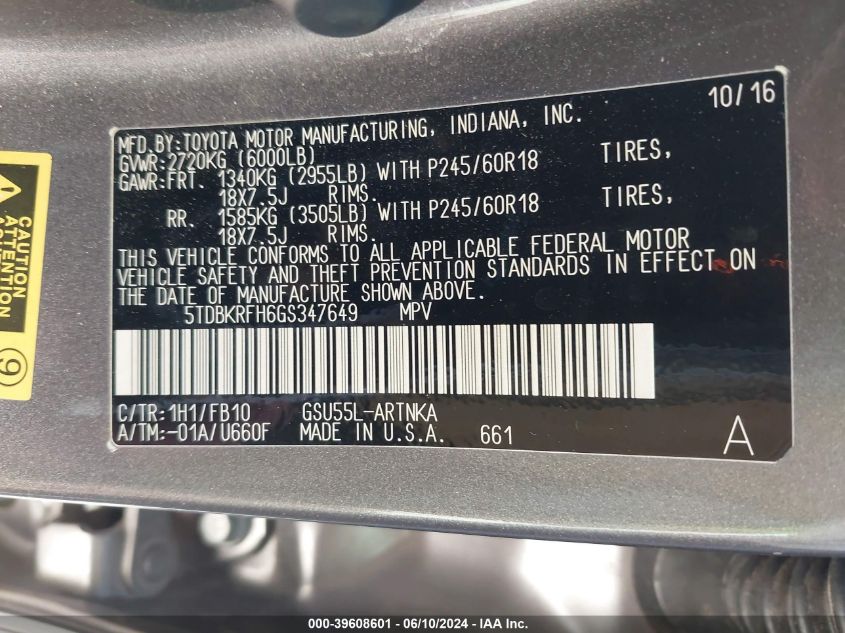 10/16
MFD.BY:TOYOTA MOTOR MANUFACTURING, INDIANA, INC.
GVWR:2720KG (6000LB)
GAWR:FRT. 1340KG (2955LB) WITH P245/60R18 TIRES,
18X7.5J RIMS.
RR. 1585KG (3505LB) WITH P245/60R18 TIRES,
18X7.5J RIMS.
THIS VEHICLE CONFORMS TO ALL APPLICABLE FEDERAL MOTOR
VEHICLE SAFETY AND THEFT PREVENTION STANDARDS IN EFFECT ON
THE DATE OF MANUFACTURE SHOWN ABOVE.
5TDBKRFH6GS347649 MPV
C/TR:1H1/FB10 GSU55L-ARTNKA
A/TM:-01A/U660F MADE IN U.S.A. 661
A
CAUTION
ATTENTION
9
000-39608601 - 06/10/2024 - IAA Inc.